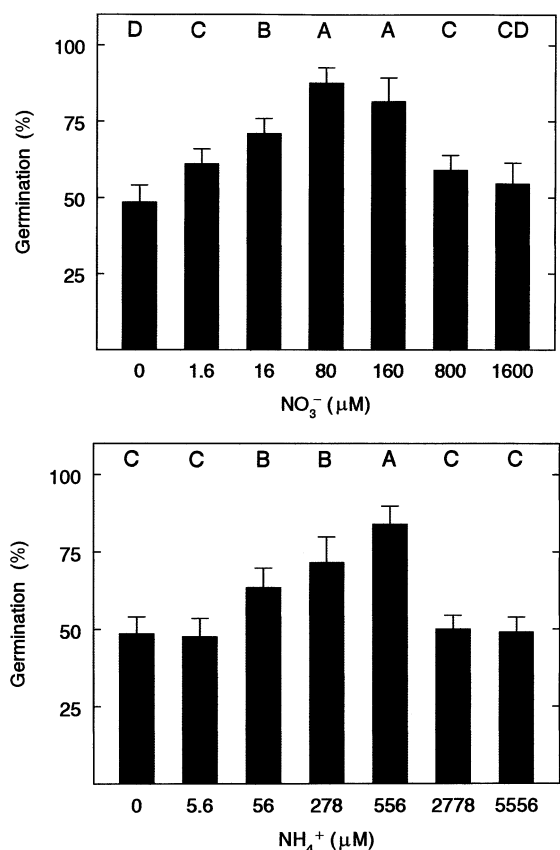 D C B A A C CD
100
75
50
25
Germination (%)
0 1.6 16 80 160 800 1600
NO₃⁻ (μM)
C C B B A C C
100
75
50
25
Germination (%)
0 5.6 56 278 556 2778 5556
NH₄⁺ (μM)